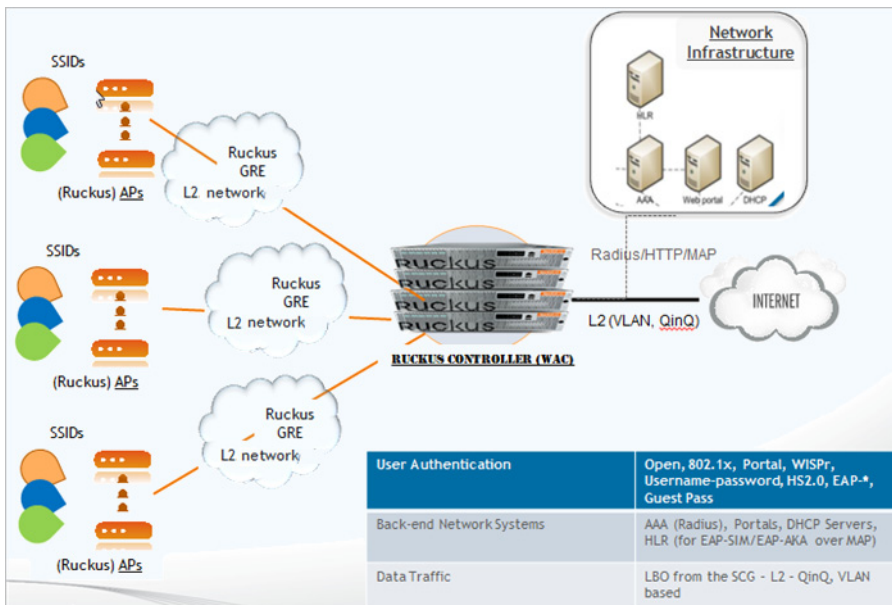 SSIDs
(Ruckus) APs
Ruckus
GRE
L2 network
SSIDs
(Ruckus) APs
Ruckus
GRE
L2 network
SSIDs
(Ruckus) APs
Ruckus
GRE
L2 network
RUCKUS
RUCKUS
RUCKUS
RUCKUS
RUCKUS CONTROLLER (WAC)
Network
Infrastructure
HLR
AAA
Web portal
DHCP
Radius/HTTP/MAP
INTERNET
L2 (VLAN, QinQ)
User Authentication
Open, 802.1x, Portal, WISPr,
Username-password, HS2.0, EAP-*,
Guest Pass
Back-end Network Systems
AAA (Radius), Portals, DHCP Servers,
HLR (for EAP-SIM/EAP-AKA over MAP)
Data Traffic
LBO from the SCG - L2 - QinQ, VLAN
based